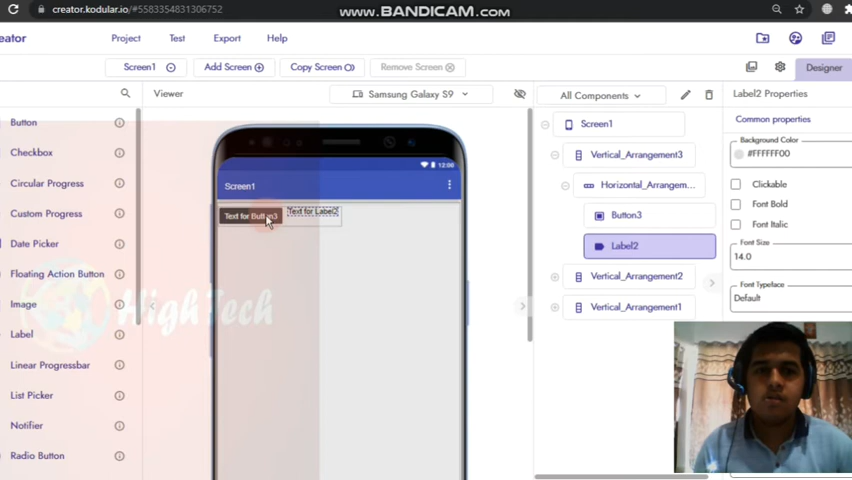 creator.kodular.io/#5583354831306752
www.BANDICAM.com
eator
Project
Test
Export
Help
Screen1
Add Screen
Copy Screen
Remove Screen
Designer
Viewer
Samsung Galaxy S9
All Components
Label2 Properties
Button
Checkbox
Circular Progress
Custom Progress
Date Picker
Floating Action Button
Image
Label
Linear Progressbar
List Picker
Notifier
Radio Button
High Tech
12:00
Screen1
Text for Button3
Text for Label2
Screen1
Vertical_Arrangement3
Horizontal_Arrangem...
Button3
Label2
Vertical_Arrangement2
Vertical_Arrangement1
Common properties
Background Color
#FFFFFF00
Clickable
Font Bold
Font Italic
Font Size
14.0
Font Typeface
Default